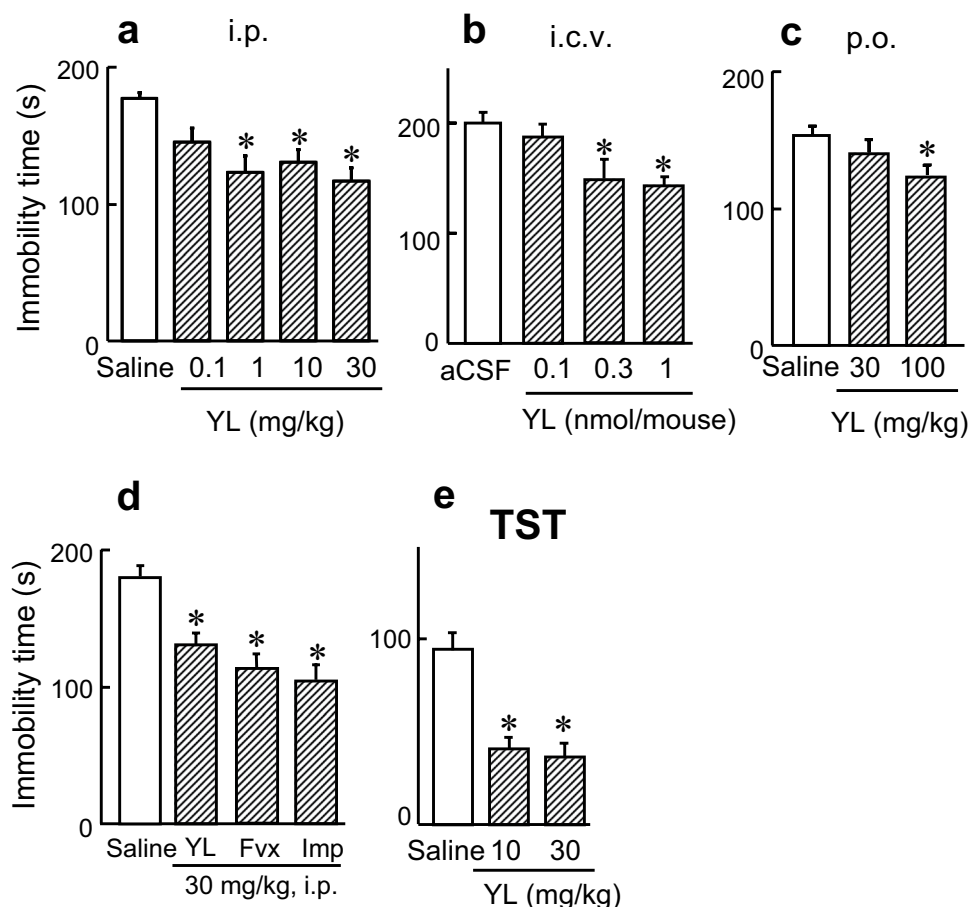 a i.p.
Immobility time (s)
200
100
0
* * *
Saline 0.1 1 10 30
YL (mg/kg)
b i.c.v.
200
100
0
* *
aCSF 0.1 0.3 1
YL (nmol/mouse)
c p.o.
200
100
0
*
Saline 30 100
YL (mg/kg)
d
Immobility time (s)
200
100
0
* * *
Saline YL Fvx Imp
30 mg/kg, i.p.
e TST
100
0
* *
Saline 10 30
YL (mg/kg)